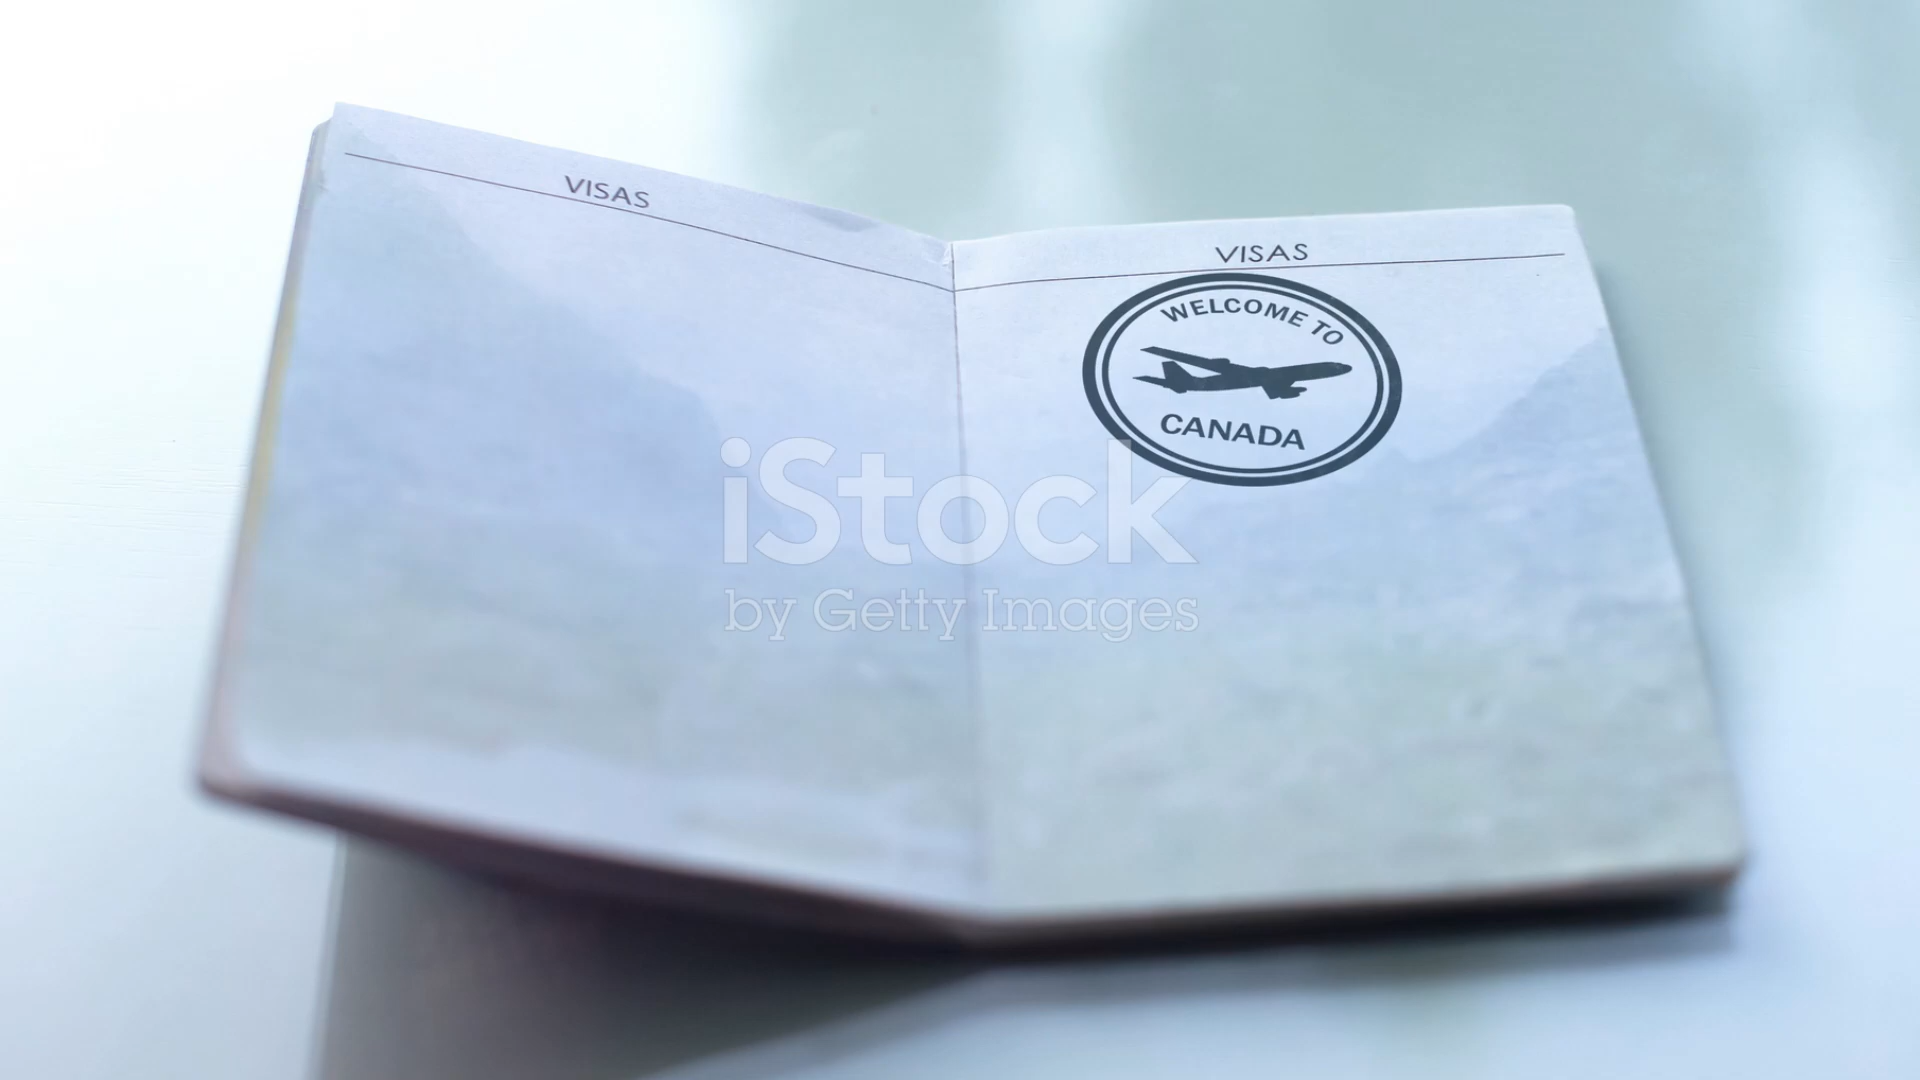 VISAS
VISAS
WELCOME TO
CANADA
iStock
by Getty Images